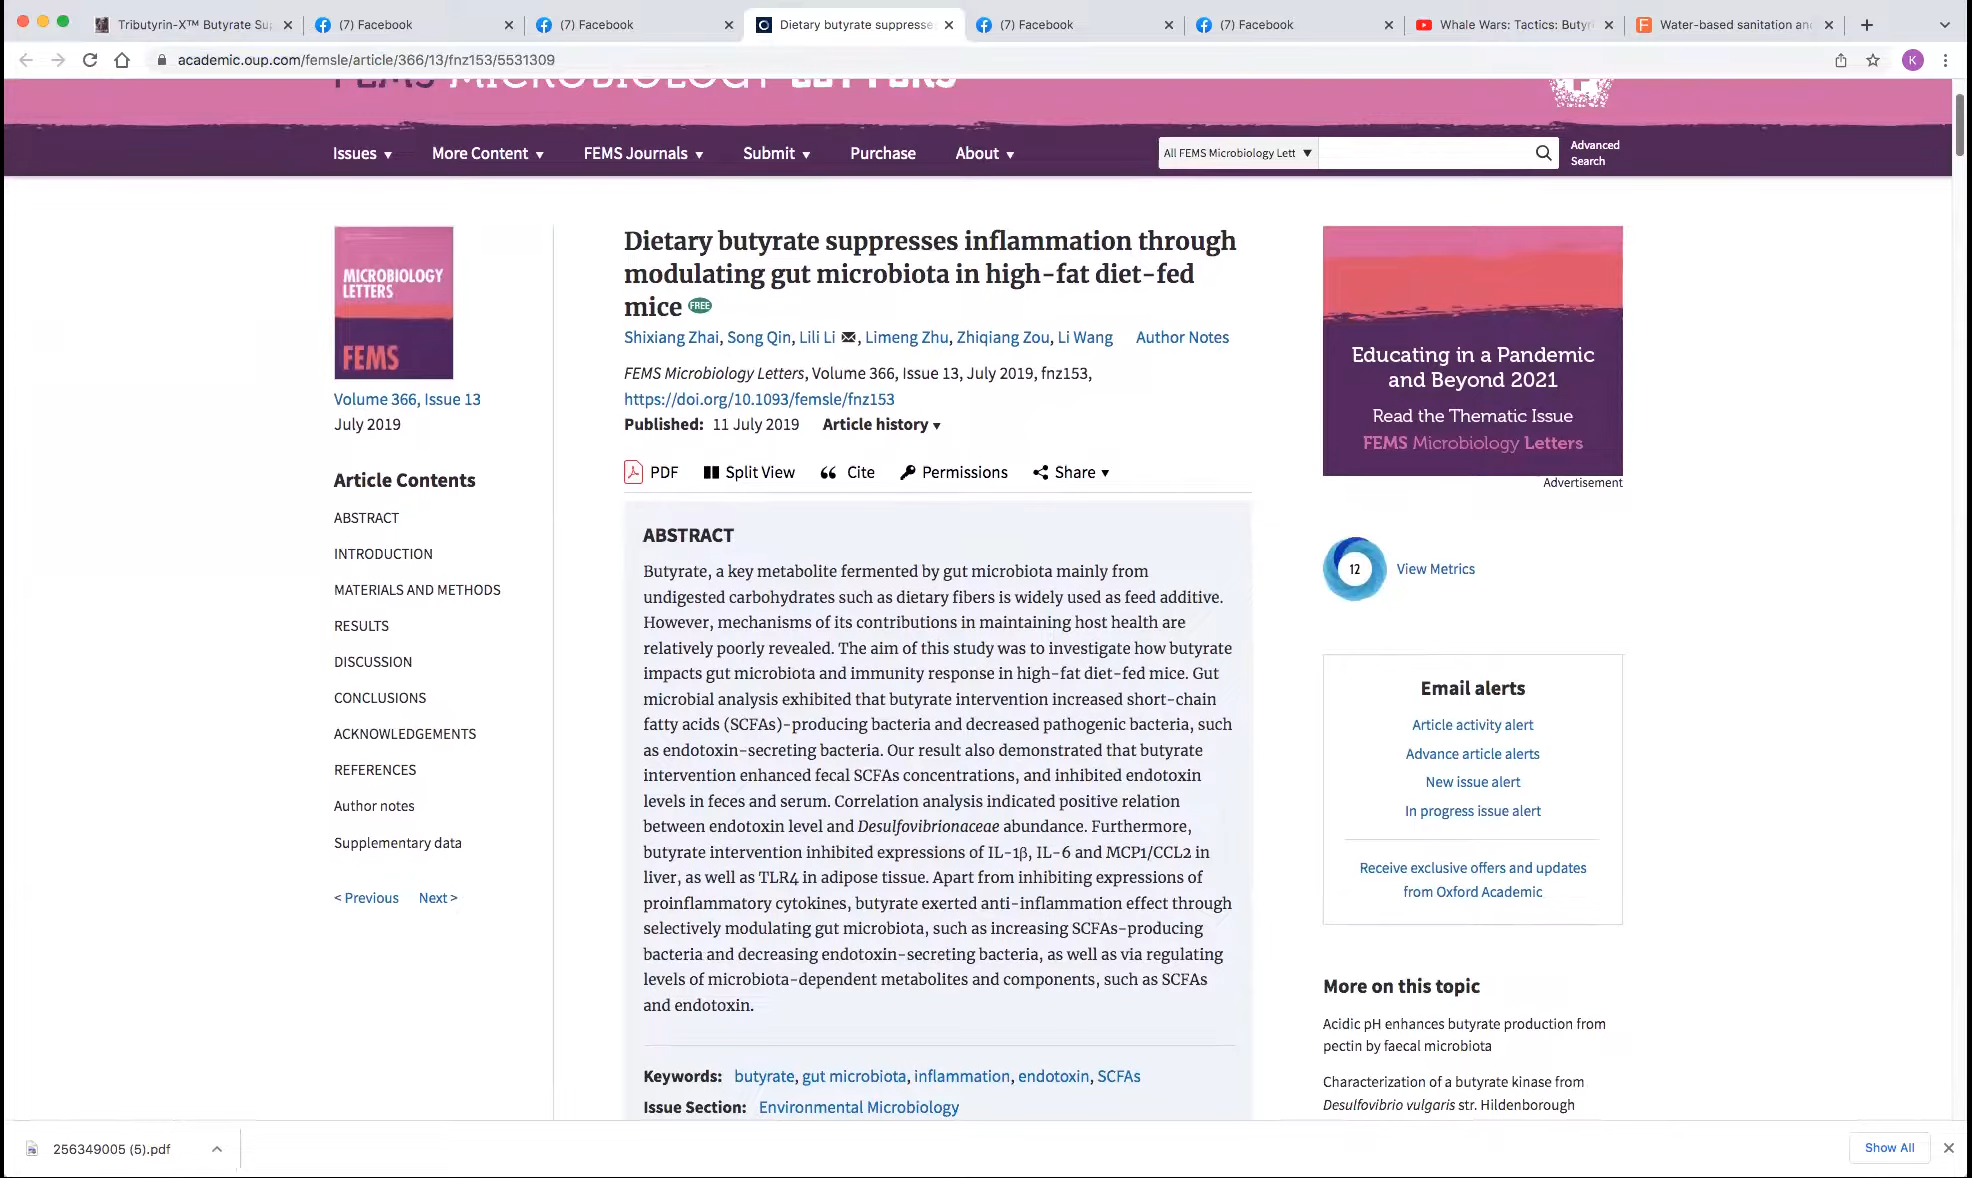 Tributyrin-X™ Butyrate Su
(7) Facebook
(7) Facebook
Dietary butyrate suppresse
(7) Facebook
(7) Facebook
Whale Wars: Tactics: Butyr
Water-based sanitation an
academic.oup.com/femsle/article/366/13/fnz153/5531309
K
FEMS MICROBIOLOGY LETTERS
Issues
More Content
FEMS Journals
Submit
Purchase
About
All FEMS Microbiology Lett
Advanced
Search
MICROBIOLOGY
LETTERS
FEMS
Volume 366, Issue 13
July 2019
Article Contents
ABSTRACT
INTRODUCTION
MATERIALS AND METHODS
RESULTS
DISCUSSION
CONCLUSIONS
ACKNOWLEDGEMENTS
REFERENCES
Author notes
Supplementary data
< Previous Next >
Dietary butyrate suppresses inflammation through
modulating gut microbiota in high-fat diet-fed
mice FREE
Shixiang Zhai, Song Qin, Lili Li, Limeng Zhu, Zhiqiang Zou, Li Wang Author Notes
FEMS Microbiology Letters, Volume 366, Issue 13, July 2019, fnz153,
https://doi.org/10.1093/femsle/fnz153
Published: 11 July 2019 Article history
PDF Split View Cite Permissions Share
ABSTRACT
Butyrate, a key metabolite fermented by gut microbiota mainly from
undigested carbohydrates such as dietary fibers is widely used as feed additive.
However, mechanisms of its contributions in maintaining host health are
relatively poorly revealed. The aim of this study was to investigate how butyrate
impacts gut microbiota and immunity response in high-fat diet-fed mice. Gut
microbial analysis exhibited that butyrate intervention increased short-chain
fatty acids (SCFAs)-producing bacteria and decreased pathogenic bacteria, such
as endotoxin-secreting bacteria. Our result also demonstrated that butyrate
intervention enhanced fecal SCFAs concentrations, and inhibited endotoxin
levels in feces and serum. Correlation analysis indicated positive relation
between endotoxin level and Desulfovibrionaceae abundance. Furthermore,
butyrate intervention inhibited expressions of IL-1β, IL-6 and MCP1/CCL2 in
liver, as well as TLR4 in adipose tissue. Apart from inhibiting expressions of
proinflammatory cytokines, butyrate exerted anti-inflammation effect through
selectively modulating gut microbiota, such as increasing SCFAs-producing
bacteria and decreasing endotoxin-secreting bacteria, as well as via regulating
levels of microbiota-dependent metabolites and components, such as SCFAs
and endotoxin.
Keywords: butyrate, gut microbiota, inflammation, endotoxin, SCFAs
Issue Section: Environmental Microbiology
Educating in a Pandemic
and Beyond 2021
Read the Thematic Issue
FEMS Microbiology Letters
Advertisement
12
View Metrics
Email alerts
Article activity alert
Advance article alerts
New issue alert
In progress issue alert
Receive exclusive offers and updates
from Oxford Academic
More on this topic
Acidic pH enhances butyrate production from
pectin by faecal microbiota
Characterization of a butyrate kinase from
Desulfovibrio vulgaris str. Hildenborough
256349005 (5).pdf
Show All